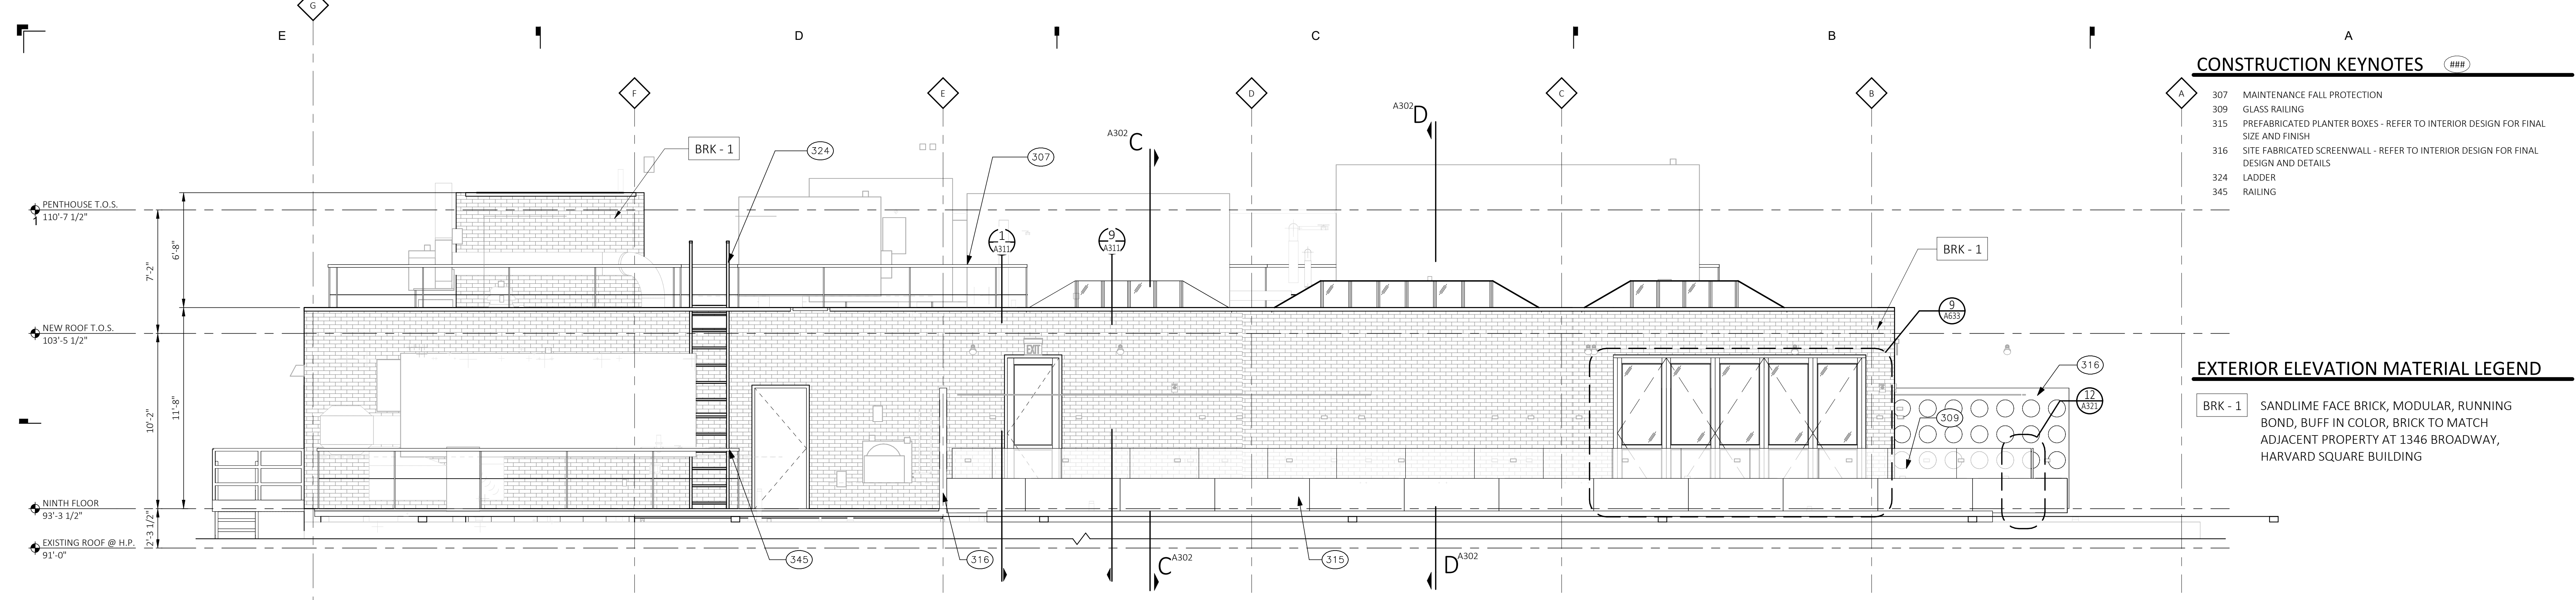 G
E
D
C
B
A
CONSTRUCTION KEYNOTES ###
F
E
D
C
B
A
307 MAINTENANCE FALL PROTECTION
309 GLASS RAILING
315 PREFABRICATED PLANTER BOXES - REFER TO INTERIOR DESIGN FOR FINAL
SIZE AND FINISH
316 SITE FABRICATED SCREENWALL - REFER TO INTERIOR DESIGN FOR FINAL
DESIGN AND DETAILS
324 LADDER
345 RAILING
A302 D
A302 C
BRK - 1
324
307
PENTHOUSE T.O.S.
110'-7 1/2"
1
6'-8"
7'-2"
1
A311
9
A311
BRK - 1
9
A633
NEW ROOF T.O.S.
103'-5 1/2"
EXIT
316
12
A321
309
10'-2"
11'-8"
EXTERIOR ELEVATION MATERIAL LEGEND
BRK - 1 SANDLIME FACE BRICK, MODULAR, RUNNING
BOND, BUFF IN COLOR, BRICK TO MATCH
ADJACENT PROPERTY AT 1346 BROADWAY,
HARVARD SQUARE BUILDING
NINTH FLOOR
93'-3 1/2"
2'-3 1/2"
EXISTING ROOF @ H.P.
91'-0"
345
316
C A302
315
D A302